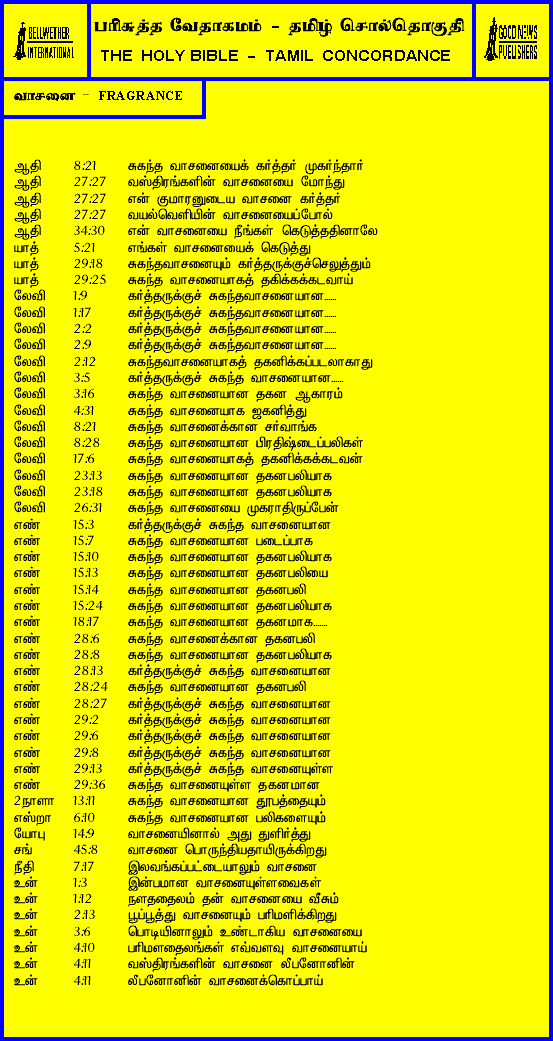 BELLWETHER
INTERNATIONAL
பரிசுத்த வேதாகமம் - தமிழ் சொல்தொகுதி
THE HOLY BIBLE - TAMIL CONCORDANCE
GOOD NEWS
PUBLISHERS
வாசனை - FRAGRANCE
ஆதி 8:21 சுகந்த வாசனையைக் கர்த்தர் முகர்ந்தார்
ஆதி 27:27 வஸ்திரங்களின் வாசனையை மோந்து
ஆதி 27:27 என் குமாரனுடைய வாசனை கர்த்தர்
ஆதி 27:27 வயல்வெளியின் வாசனையைப்போல்
ஆதி 34:30 என் வாசனையை நீங்கள் கெடுத்ததினாலே
யாத் 5:21 எங்கள் வாசனையைக் கெடுத்து
யாத் 29:18 சுகந்தவாசனையும் கர்த்தருக்குச்செலுத்தும்
யாத் 29:25 சுகந்த வாசனையாகத் தகிக்கக்கடவாய்
லேவி 1:9 கர்த்தருக்குச் சுகந்தவாசனையான......
லேவி 1:17 கர்த்தருக்குச் சுகந்தவாசனையான......
லேவி 2:2 கர்த்தருக்குச் சுகந்தவாசனையான......
லேவி 2:9 கர்த்தருக்குச் சுகந்தவாசனையான......
லேவி 2:12 சுகந்தவாசனையாகத் தகனிக்கப்படலாகாது
லேவி 3:5 கர்த்தருக்குச் சுகந்த வாசனையான......
லேவி 3:16 சுகந்த வாசனையான தகன ஆகாரம்
லேவி 4:31 சுகந்த வாசனையாக ஜகனித்து
லேவி 8:21 சுகந்த வாசனைக்கான சர்வாங்க
லேவி 8:28 சுகந்த வாசனையான பிரதிஷ்டைப்பலிகள்
லேவி 17:6 சுகந்த வாசனையாகத் தகனிக்கக்கடவன்
லேவி 23:13 சுகந்த வாசனையான தகனபலியாக
லேவி 23:18 சுகந்த வாசனையான தகனபலியாக
லேவி 26:31 சுகந்த வாசனையை முகராதிருப்பேன்
எண் 15:3 கர்த்தருக்குச் சுகந்த வாசனையான
எண் 15:7 சுகந்த வாசனையான படைப்பாக
எண் 15:10 சுகந்த வாசனையான தகனபலியாக
எண் 15:13 சுகந்த வாசனையான தகனபலியை
எண் 15:14 சுகந்த வாசனையான தகனபலி
எண் 15:24 சுகந்த வாசனையான தகனபலியாக
எண் 18:17 சுகந்த வாசனையான தகனமாக.......
எண் 28:6 சுகந்த வாசனைக்கான தகனபலி
எண் 28:8 சுகந்த வாசனையான தகனபலியாக
எண் 28:13 கர்த்தருக்குச் சுகந்த வாசனையான
எண் 28:24 சுகந்த வாசனையான தகனபலி
எண் 28:27 கர்த்தருக்குச் சுகந்த வாசனையான
எண் 29:2 கர்த்தருக்குச் சுகந்த வாசனையான
எண் 29:6 கர்த்தருக்குச் சுகந்த வாசனையான
எண் 29:8 கர்த்தருக்குச் சுகந்த வாசனையான
எண் 29:13 கர்த்தருக்குச் சுகந்த வாசனையுள்ள
எண் 29:36 சுகந்த வாசனையுள்ள தகனமான
2நாளா 13:11 சுகந்த வாசனையான தூபத்தையும்
எஸ்றா 6:10 சுகந்த வாசனையான பலிகளையும்
யோபு 14:9 வாசனையினால் அது துளிர்த்து
சங் 45:8 வாசனை பொருந்தியதாயிருக்கிறது
நீதி 7:17 இலவங்கப்பட்டையாலும் வாசனை
உன் 1:3 இன்பமான வாசனையுள்ளவைகள்
உன் 1:12 நளததைலம் தன் வாசனையை வீசும்
உன் 2:13 பூப்பூத்து வாசனையும் பரிமளிக்கிறது
உன் 3:6 பொடியினாலும் உண்டாகிய வாசனையை
உன் 4:10 பரிமளதைலங்கள் எவ்வளவு வாசனையாய்
உன் 4:11 வஸ்திரங்களின் வாசனை லீபனோனின்
உன் 4:11 லீபனோனின் வாசனைக்கொப்பாய்